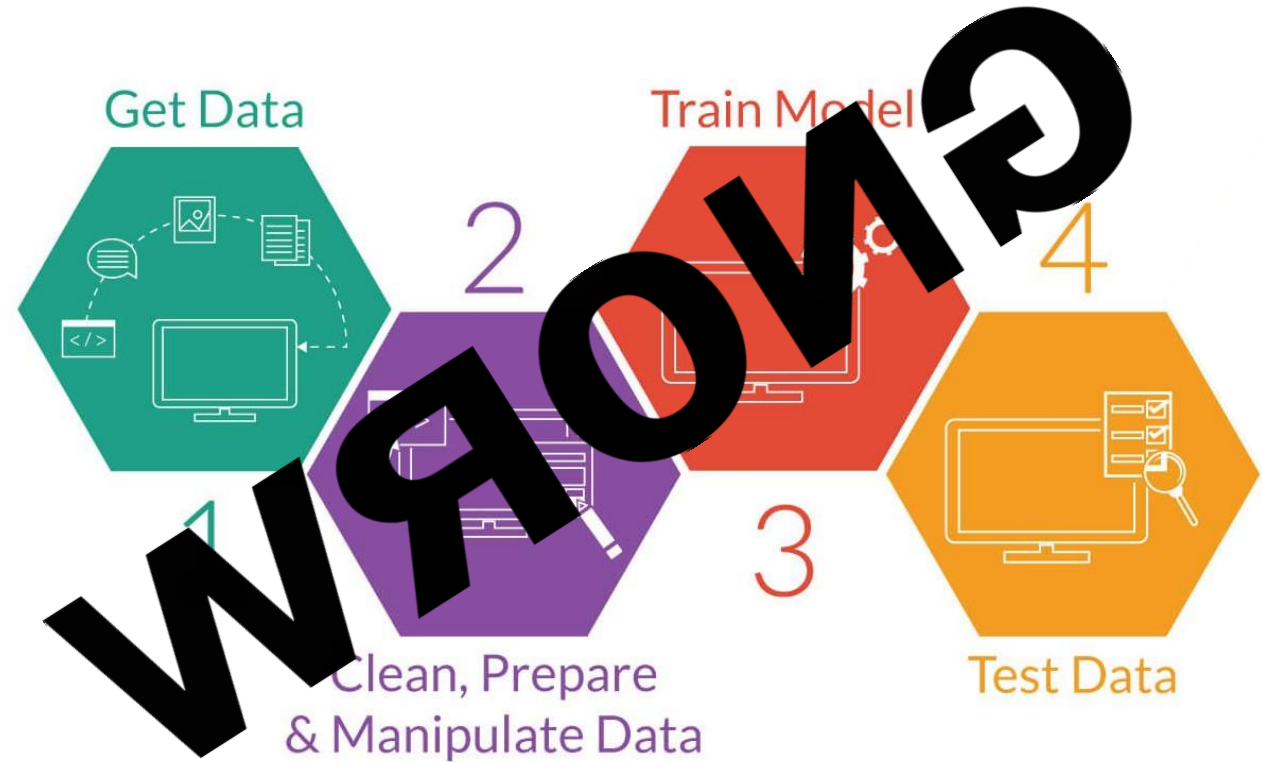 Get Data
</>
1
2
Clean, Prepare
& Manipulate Data
Train Model
3
4
Test Data
WRONG